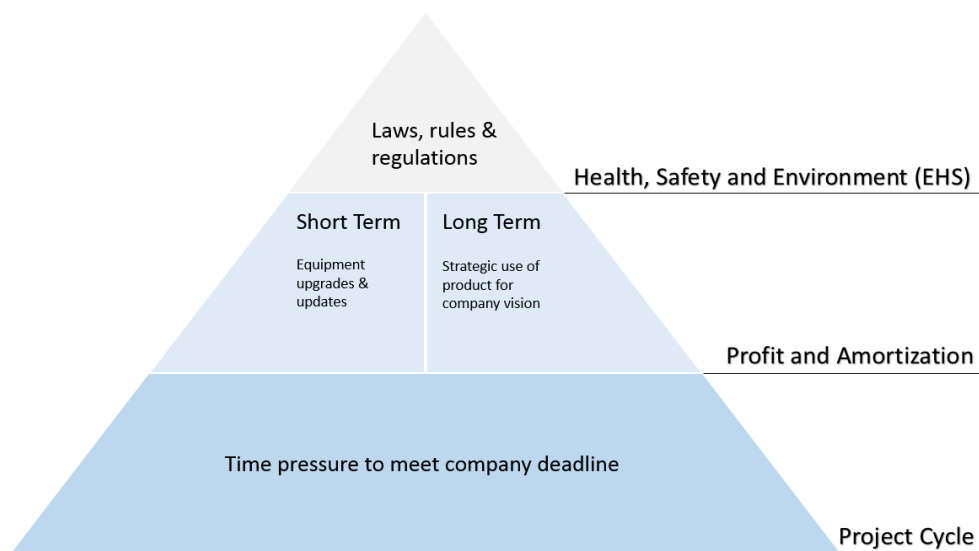 Laws, rules &
regulations
Health, Safety and Environment (EHS)
Short Term
Equipment
upgrades &
updates
Long Term
Strategic use of
product for
company vision
Profit and Amortization
Time pressure to meet company deadline
Project Cycle